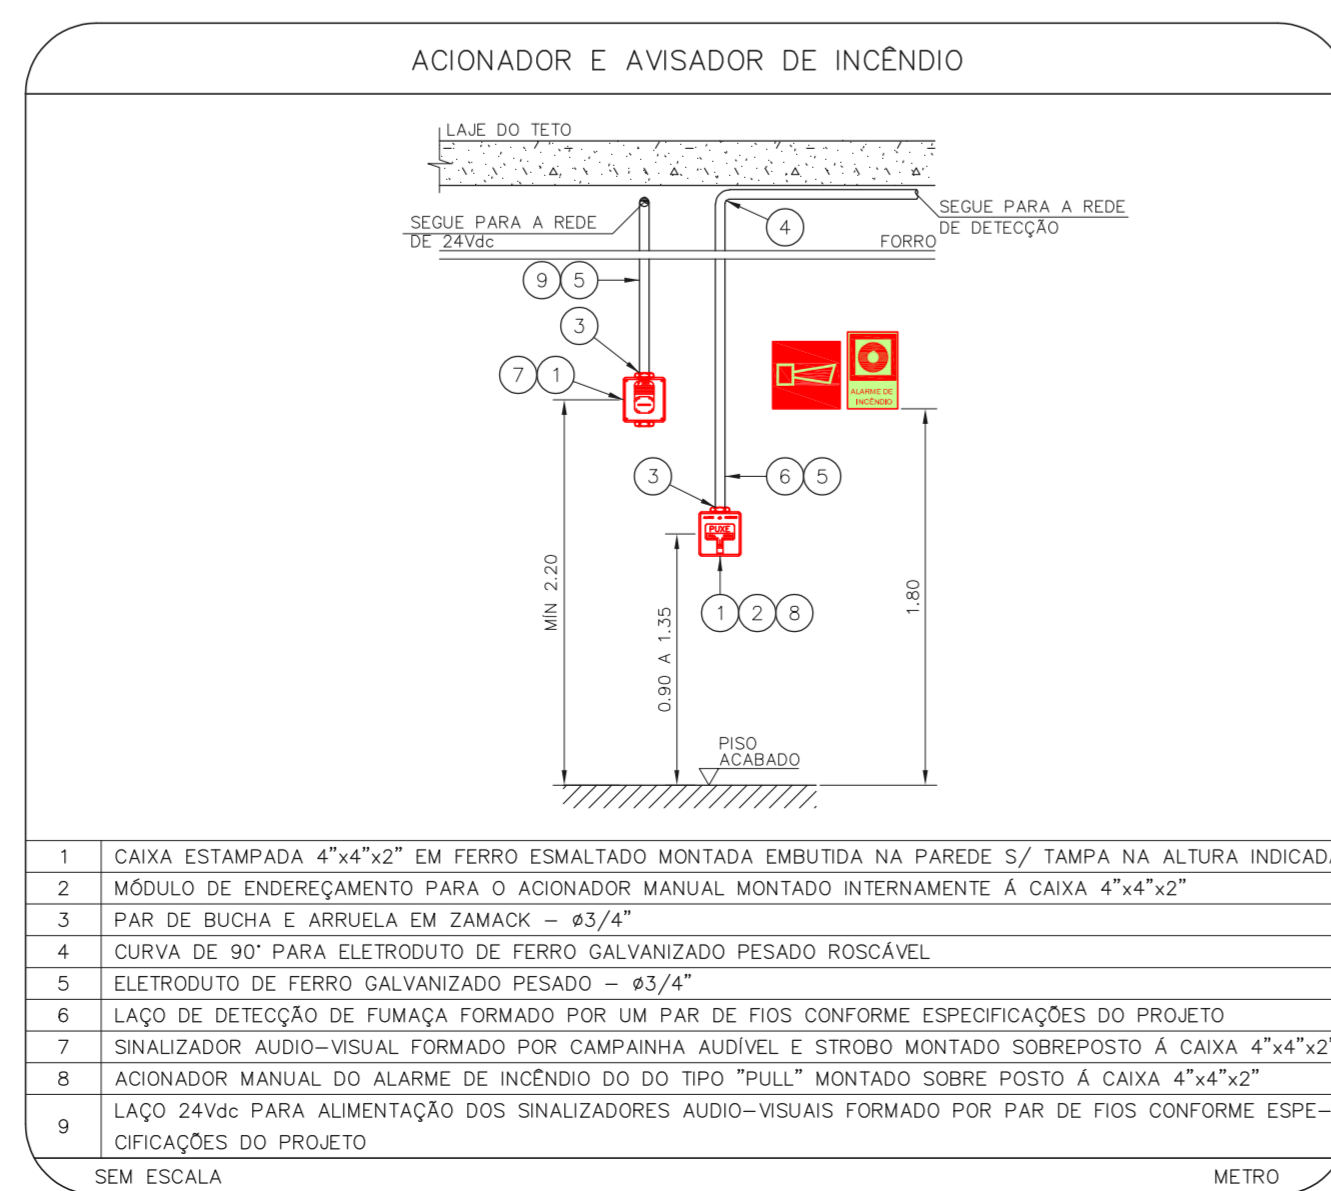 ACIONADOR E AVISADOR DE INCÊNDIO
LAJE DO TETO
SEGUE PARA A REDE
DE 24Vdc
SEGUE PARA A REDE
DE DETECÇÃO
4
FORRO
9 5
3
7 1
ALARME DE
INCÊNDIO
3
6 5
PUXE
1 2 8
MÍN 2.20
0.90 A 1.35
1.80
PISO
ACABADO
1 CAIXA ESTAMPADA 4"x4"x2" EM FERRO ESMALTADO MONTADA EMBUTIDA NA PAREDE S/ TAMPA NA ALTURA INDICADA
2 MÓDULO DE ENDEREÇAMENTO PARA O ACIONADOR MANUAL MONTADO INTERNAMENTE Á CAIXA 4"x4"x2"
3 PAR DE BUCHA E ARRUELA EM ZAMACK – ø3/4"
4 CURVA DE 90° PARA ELETRODUTO DE FERRO GALVANIZADO PESADO ROSCÁVEL
5 ELETRODUTO DE FERRO GALVANIZADO PESADO – ø3/4"
6 LAÇO DE DETECÇÃO DE FUMAÇA FORMADO POR UM PAR DE FIOS CONFORME ESPECIFICAÇÕES DO PROJETO
7 SINALIZADOR AUDIO–VISUAL FORMADO POR CAMPAINHA AUDÍVEL E STROBO MONTADO SOBREPOSTO Á CAIXA 4"x4"x2"
8 ACIONADOR MANUAL DO ALARME DE INCÊNDIO DO DO TIPO "PULL" MONTADO SOBRE POSTO Á CAIXA 4"x4"x2"
9 LAÇO 24Vdc PARA ALIMENTAÇÃO DOS SINALIZADORES AUDIO–VISUAIS FORMADO POR PAR DE FIOS CONFORME ESPE–
CIFICAÇÕES DO PROJETO
SEM ESCALA
METRO